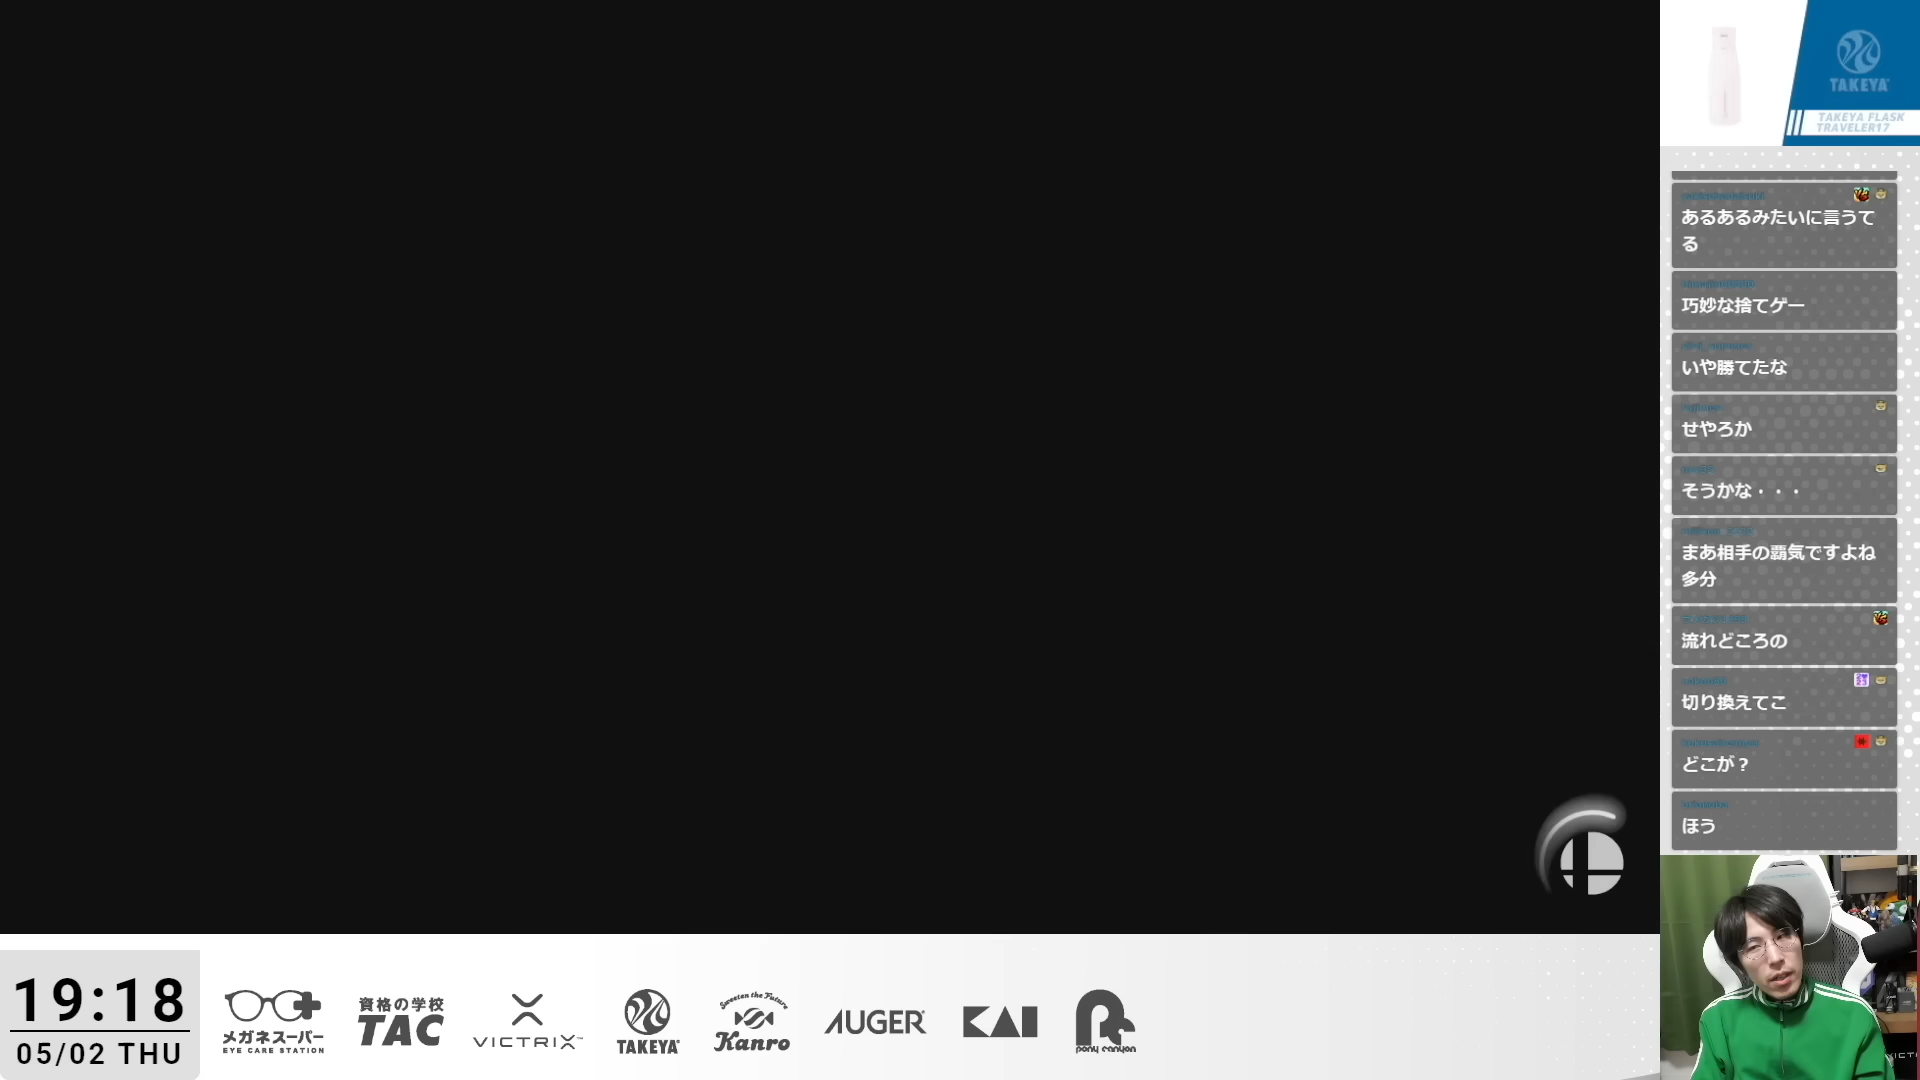 TAKEYA
TAKEYA FLASK
TRAVELER17
あるあるみたいに言うて
る
巧妙な捨てゲー
いや勝てたな
せやろか
そうかな・・・
まあ相手の覇気ですよね
多分
流れどころの
切り換えてこ
どこが？
ほう
19:18
05/02 THU
メガネスーパー
EYE CARE STATION
資格の学校
TAC
VICTRIX
TAKEYA
Sweeten the Future
Kanro
AUGER
KAI
PONY CANYON